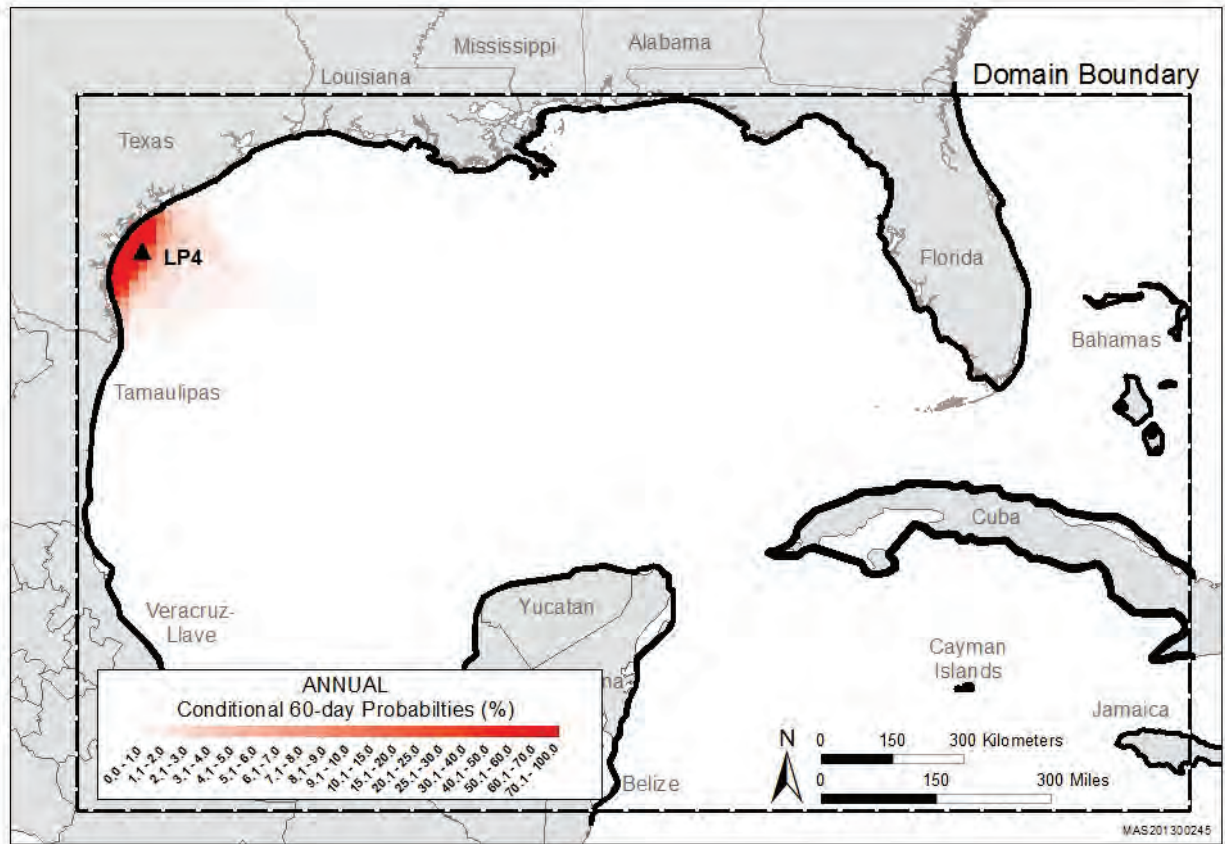 Mississippi
Alabama
Louisiana
Domain Boundary
Texas
LP4
Florida
Bahamas
Tamaulipas
Cuba
Yucatan
Veracruz-
Llave
Cayman
Islands
na
ANNUAL
Conditional 60-day Probabilties (%)
0.0 - 1.0
1.1 - 2.0
2.1 - 3.0
3.1 - 4.0
4.1 - 5.0
5.1 - 6.0
6.1 - 7.0
7.1 - 8.0
8.1 - 9.0
9.1 - 10.0
10.1 - 15.0
15.1 - 20.0
20.1 - 25.0
25.1 - 30.0
30.1 - 40.0
40.1 - 50.0
50.1 - 60.0
60.1 - 70.0
70.1 - 100.0
Jamaica
N
0 150 300 Kilometers
0 150 300 Miles
Belize
MAS201300245